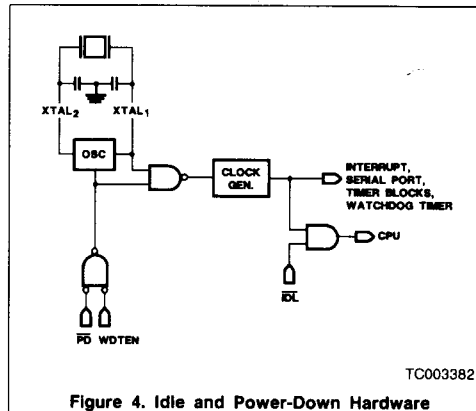 XTAL2 XTAL1
OSC
CLOCK
GEN.
INTERRUPT,
SERIAL PORT,
TIMER BLOCKS,
WATCHDOG TIMER
CPU
IDL
PD WDTEN
TC003382
Figure 4. Idle and Power-Down Hardware